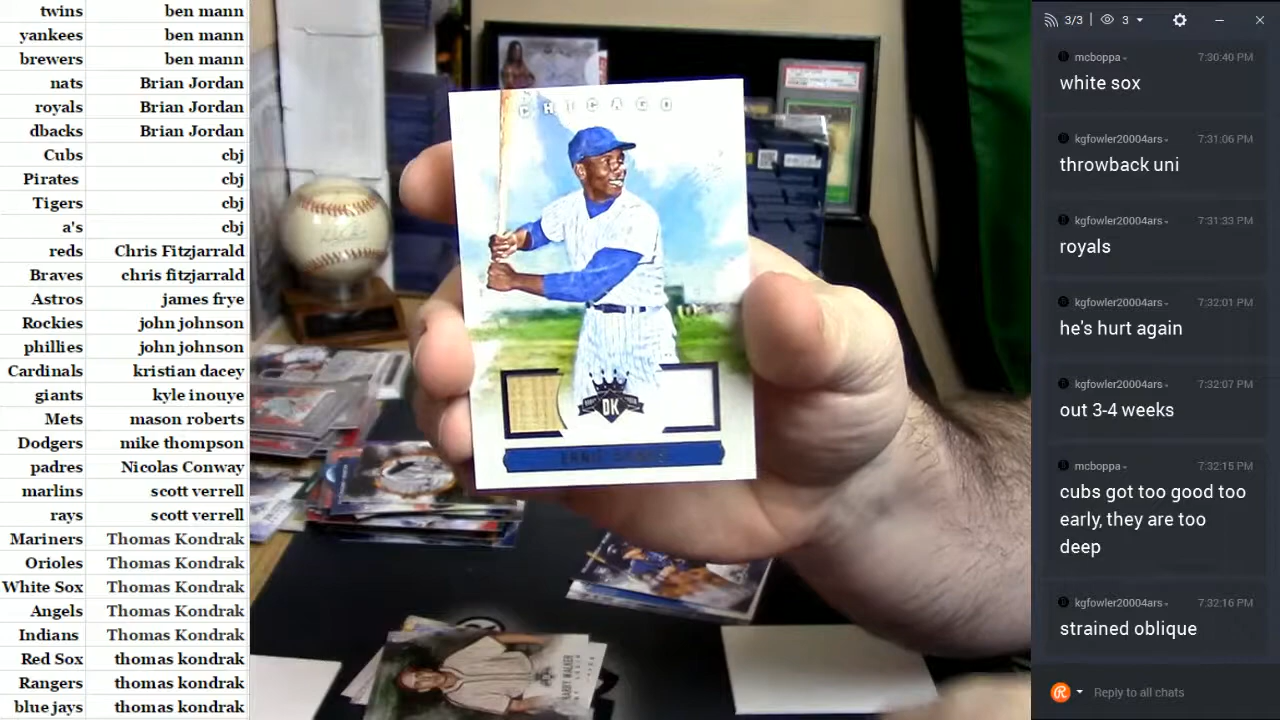 twins ben mann
yankees ben mann
brewers ben mann
nats Brian Jordan
royals Brian Jordan
dbacks Brian Jordan
Cubs cbj
Pirates cbj
Tigers cbj
a's cbj
reds Chris Fitzjarrald
Braves chris fitzjarrald
Astros james frye
Rockies john johnson
phillies john johnson
Cardinals kristian dacey
giants kyle inouye
Mets mason roberts
Dodgers mike thompson
padres Nicolas Conway
marlins scott verrell
rays scott verrell
Mariners Thomas Kondrak
Orioles Thomas Kondrak
White Sox Thomas Kondrak
Angels Thomas Kondrak
Indians Thomas Kondrak
Red Sox thomas kondrak
Rangers thomas kondrak
blue jays thomas kondrak
CHICAGO
DK
ERNIE BANKS
HARRY WALKER
3/3 3
mcboppa 7:30:40 PM
white sox
kgfowler20004ars 7:31:06 PM
throwback uni
kgfowler20004ars 7:31:33 PM
royals
kgfowler20004ars 7:32:01 PM
he's hurt again
kgfowler20004ars 7:32:07 PM
out 3-4 weeks
mcboppa 7:32:15 PM
cubs got too good too
early, they are too
deep
kgfowler20004ars 7:32:16 PM
strained oblique
Reply to all chats